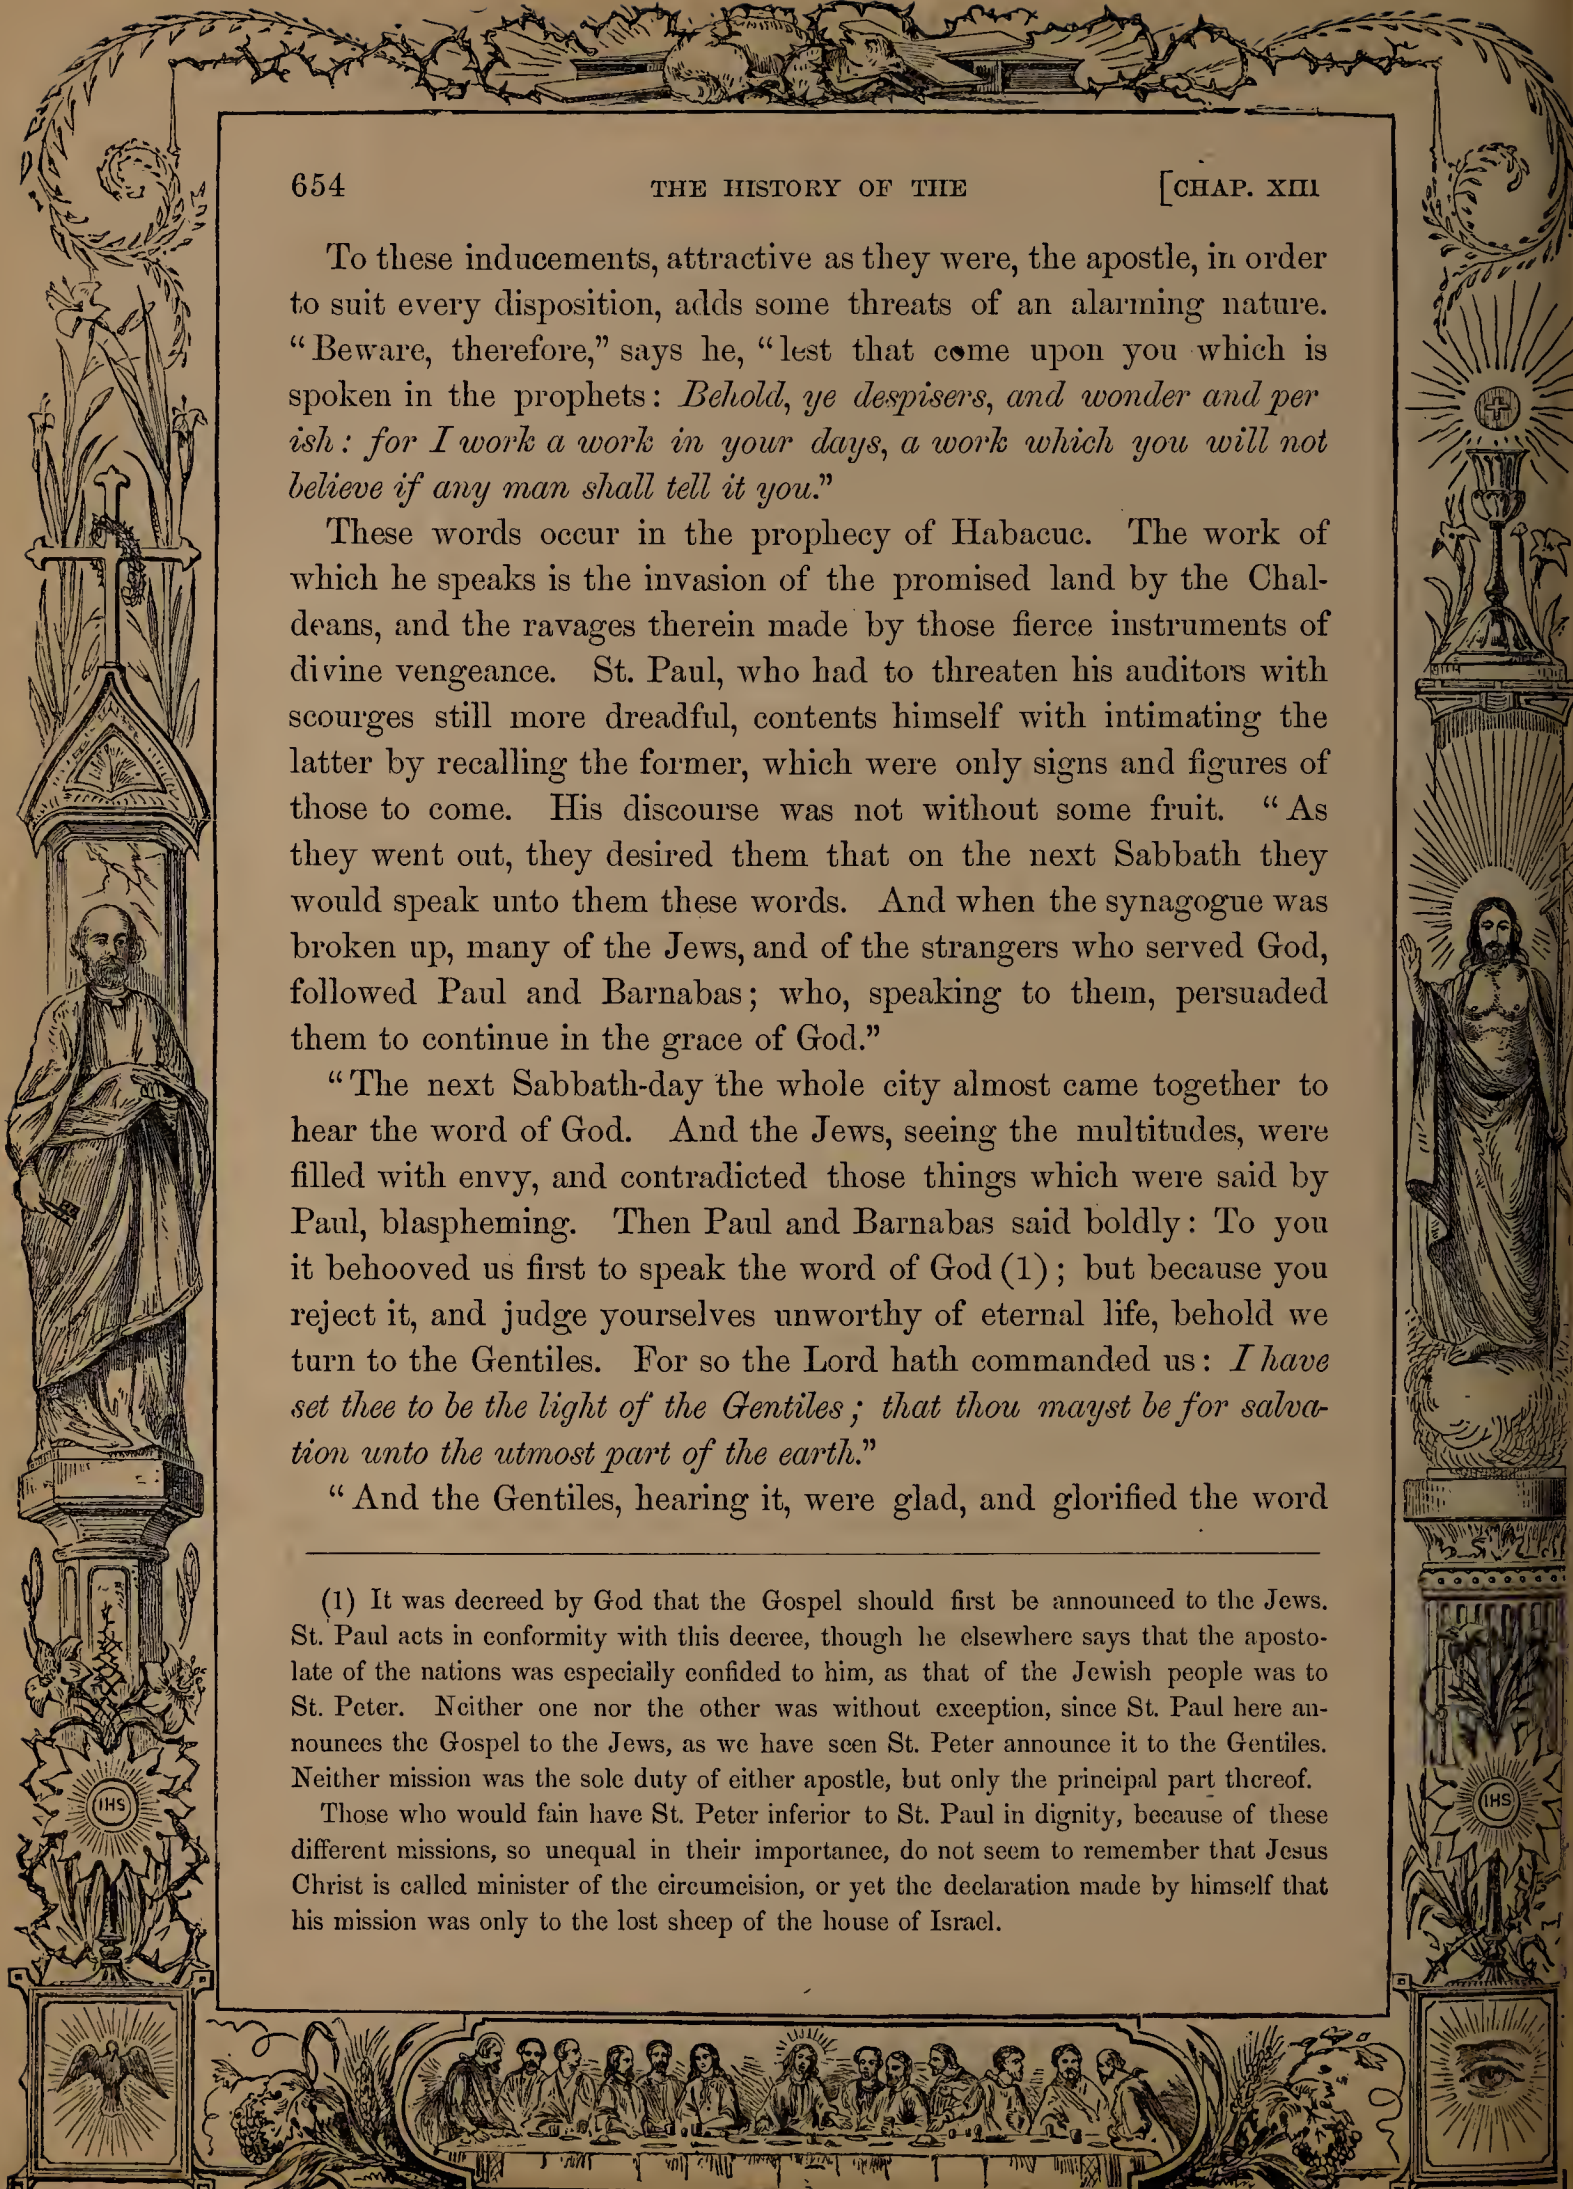 654 THE HISTORY OF THE [CHAP. XIII
To these inducements, attractive as they were, the apostle, in order
to suit every disposition, adds some threats of an alarming nature.
“Beware, therefore,” says he, “lest that come upon you which is
spoken in the prophets: Behold, ye despisers, and wonder and per
ish: for I work a work in your days, a work which you will not
believe if any man shall tell it you.”
These words occur in the prophecy of Habacuc. The work of
which he speaks is the invasion of the promised land by the Chal-
deans, and the ravages therein made by those fierce instruments of
divine vengeance. St. Paul, who had to threaten his auditors with
scourges still more dreadful, contents himself with intimating the
latter by recalling the former, which were only signs and figures of
those to come. His discourse was not without some fruit. “As
they went out, they desired them that on the next Sabbath they
would speak unto them these words. And when the synagogue was
broken up, many of the Jews, and of the strangers who served God,
followed Paul and Barnabas; who, speaking to them, persuaded
them to continue in the grace of God.”
“The next Sabbath-day the whole city almost came together to
hear the word of God. And the Jews, seeing the multitudes, were
filled with envy, and contradicted those things which were said by
Paul, blaspheming. Then Paul and Barnabas said boldly: To you
it behooved us first to speak the word of God (1); but because you
reject it, and judge yourselves unworthy of eternal life, behold we
turn to the Gentiles. For so the Lord hath commanded us: I have
set thee to be the light of the Gentiles; that thou mayst be for salva-
tion unto the utmost part of the earth.”
“And the Gentiles, hearing it, were glad, and glorified the word
(1) It was decreed by God that the Gospel should first be announced to the Jews.
St. Paul acts in conformity with this decree, though he elsewhere says that the aposto-
late of the nations was especially confided to him, as that of the Jewish people was to
St. Peter. Neither one nor the other was without exception, since St. Paul here an-
nounces the Gospel to the Jews, as we have seen St. Peter announce it to the Gentiles.
Neither mission was the sole duty of either apostle, but only the principal part thereof.
Those who would fain have St. Peter inferior to St. Paul in dignity, because of these
different missions, so unequal in their importance, do not seem to remember that Jesus
Christ is called minister of the circumcision, or yet the declaration made by himself that
his mission was only to the lost sheep of the house of Israel.
IHS
IHS